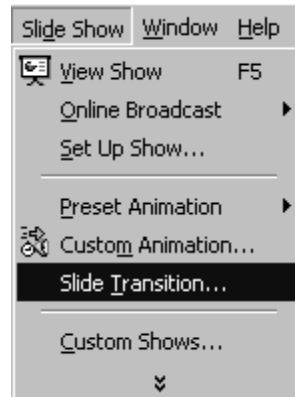 Slide Show Window Help
View Show F5
Online Broadcast
Set Up Show...
Preset Animation
Custom Animation...
Slide Transition...
Custom Shows...